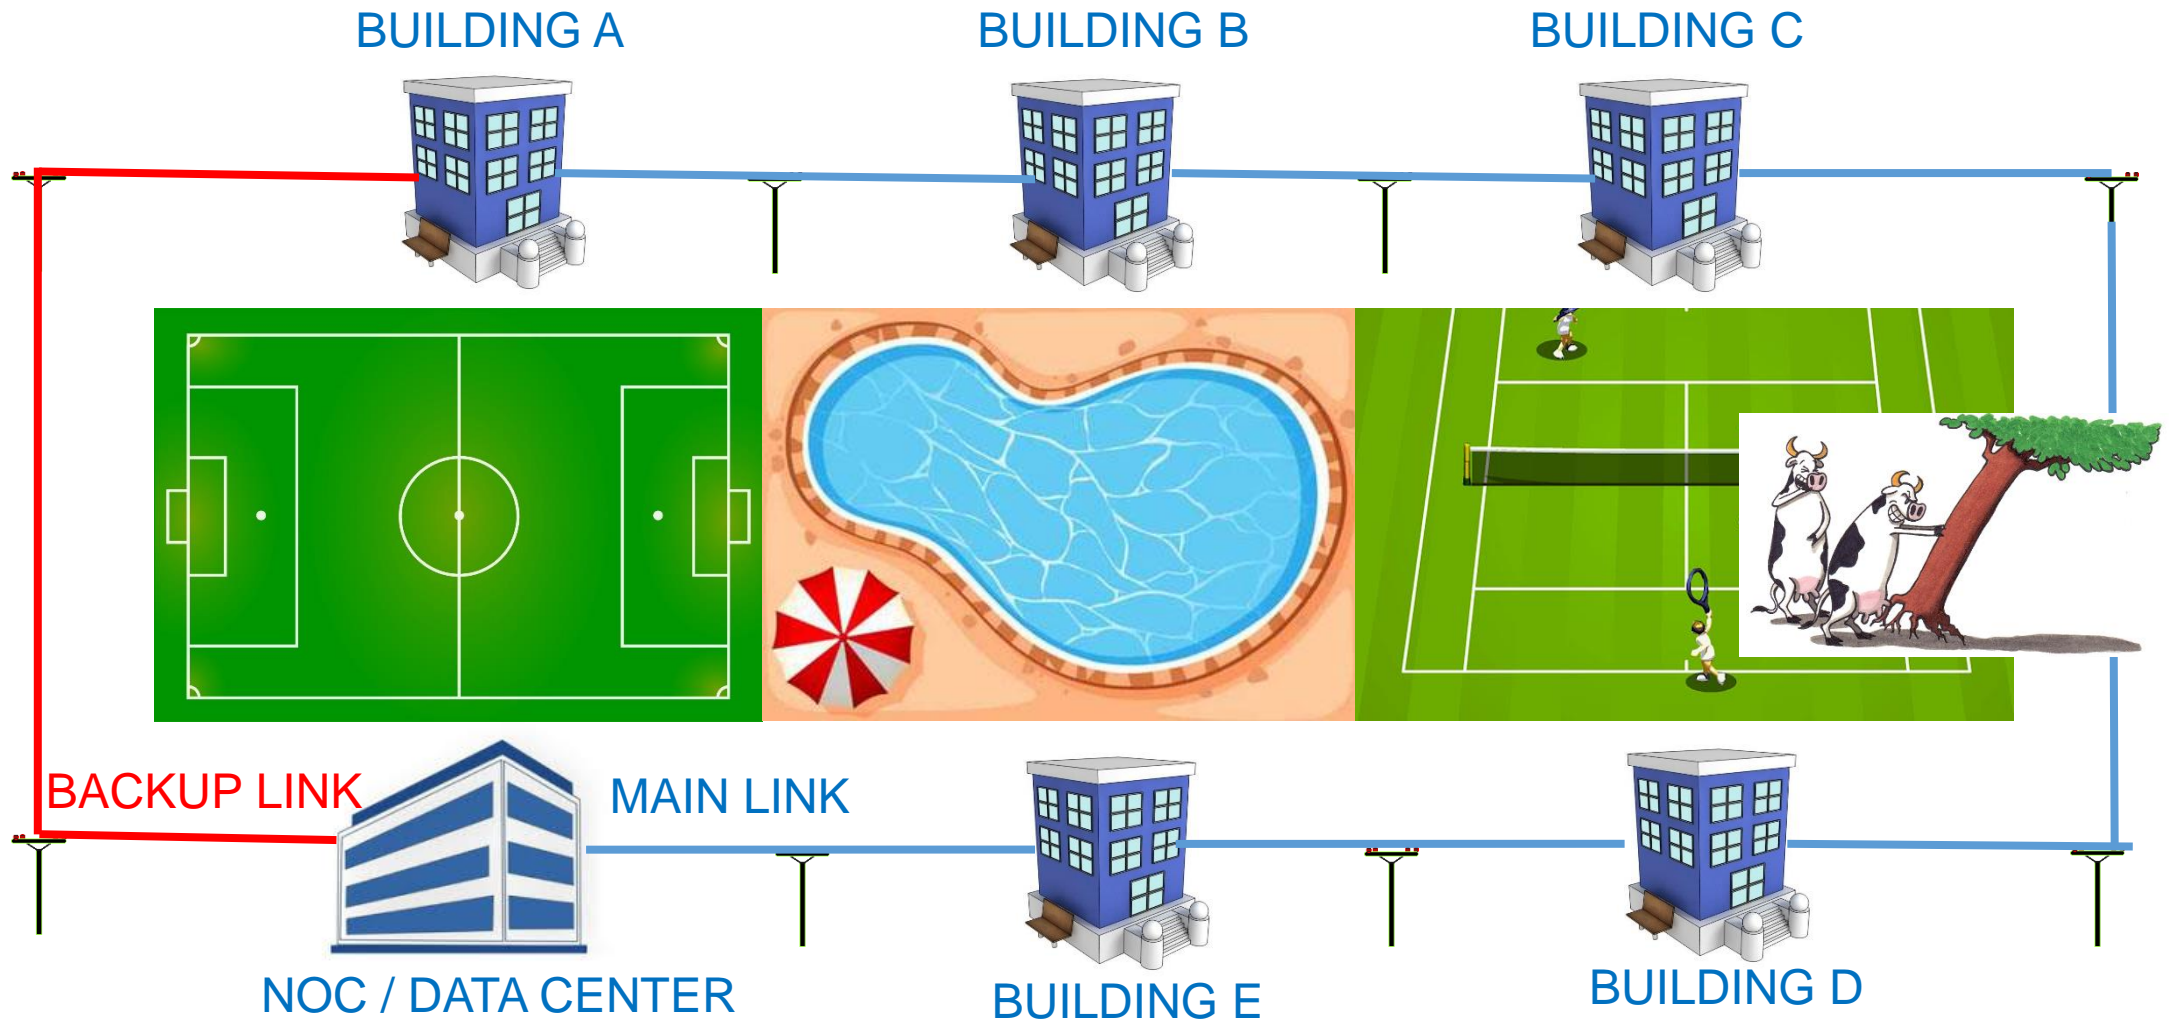 BUILDING A
BUILDING B
BUILDING C
BACKUP LINK
MAIN LINK
NOC / DATA CENTER
BUILDING E
BUILDING D